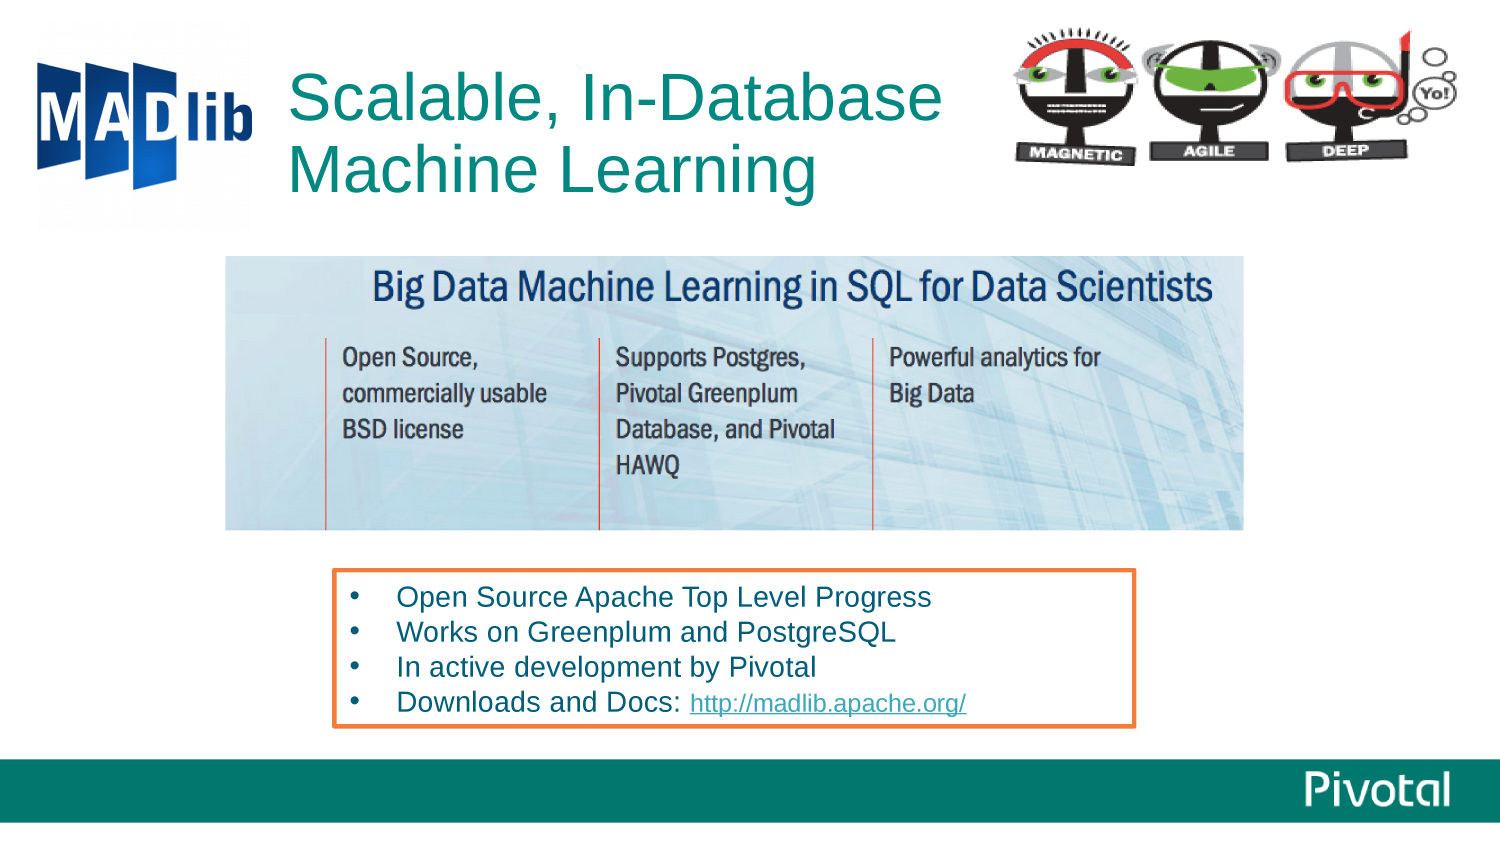 MADlib
Scalable, In-Database
Machine Learning
Yo!
MAGNETIC
AGILE
DEEP
Big Data Machine Learning in SQL for Data Scientists
Open Source,
commercially usable
BSD license
Supports Postgres,
Pivotal Greenplum
Database, and Pivotal
HAWQ
Powerful analytics for
Big Data
• Open Source Apache Top Level Progress
• Works on Greenplum and PostgreSQL
• In active development by Pivotal
• Downloads and Docs: http://madlib.apache.org/
Pivotal